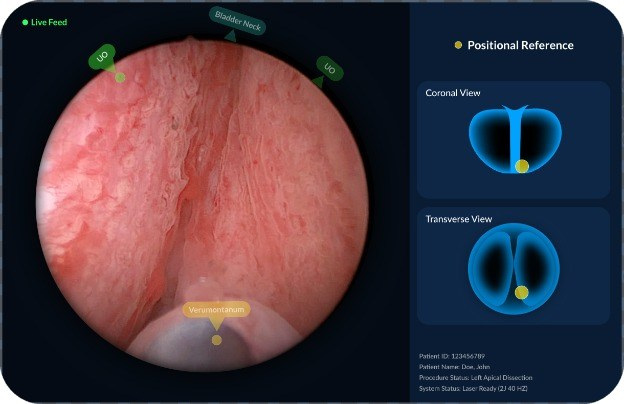 Live Feed
Bladder Neck
UO
UO
Verumontanum
Positional Reference
Coronal View
Transverse View
Patient ID: 123456789
Patient Name: Doe, John
Procedure Status: Left Apical Dissection
System Status: Laser Ready (2J 40 HZ)